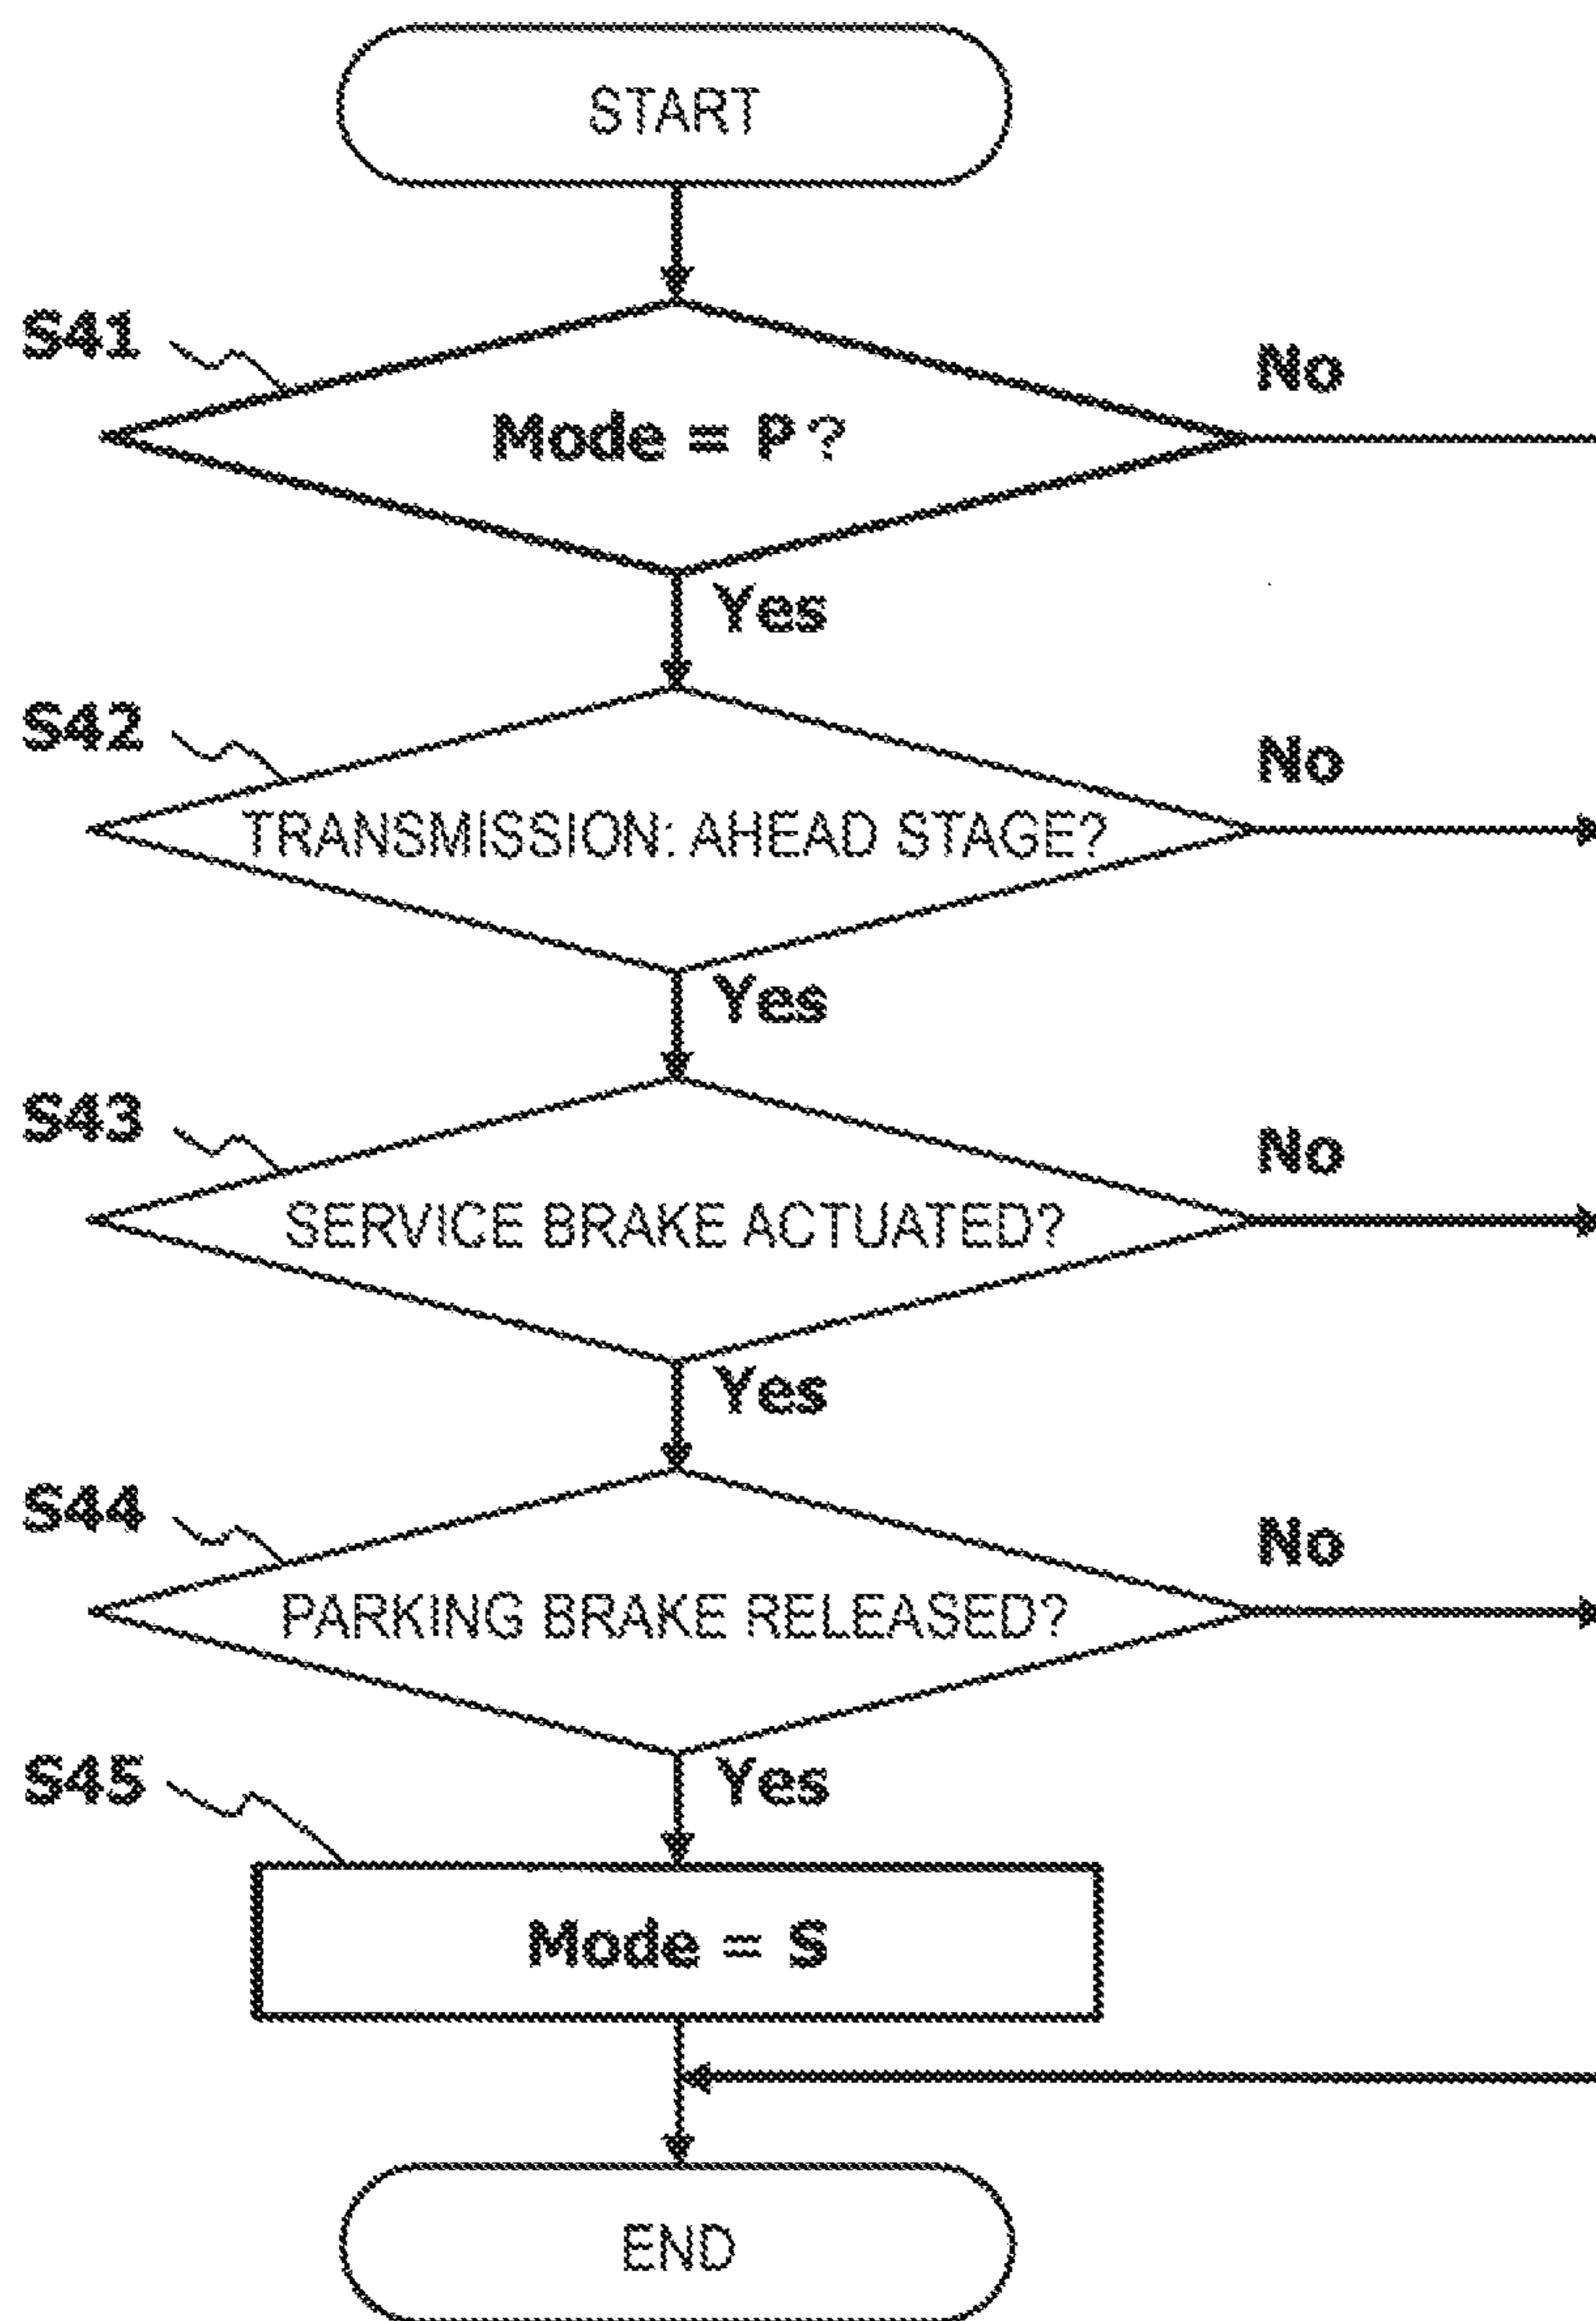 START
S41
No
Mode = P?
Yes
S42
No
TRANSMISSION: AHEAD STAGE?
Yes
S43
No
SERVICE BRAKE ACTUATED?
Yes
S44
No
PARKING BRAKE RELEASED?
Yes
S45
Mode = S
END